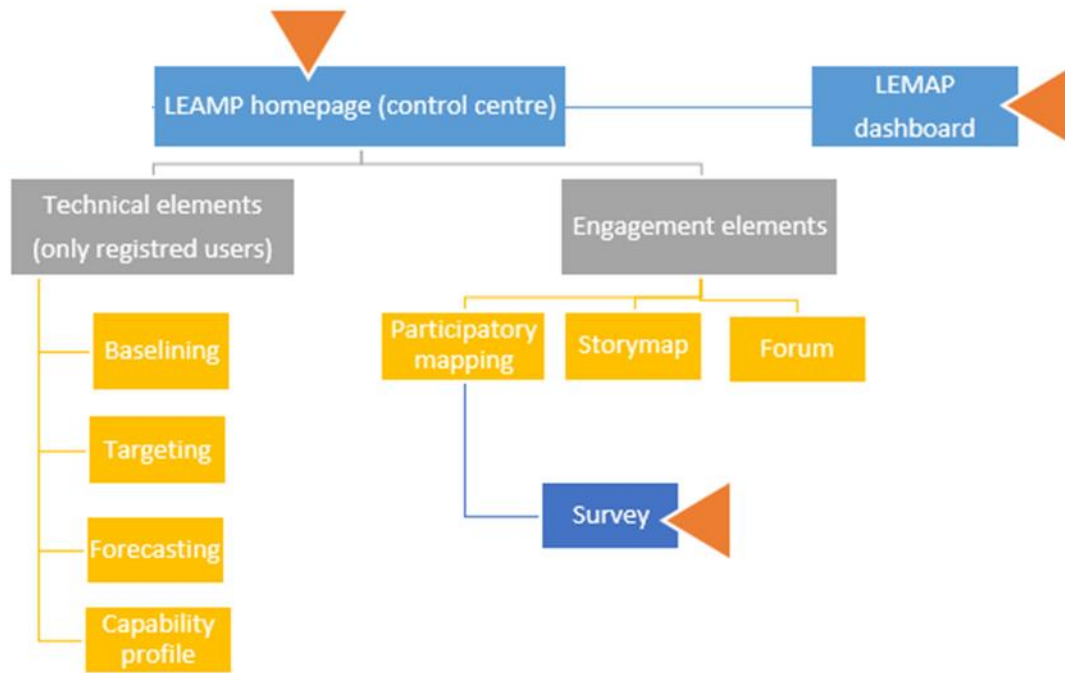 LEAMP homepage (control centre)
LEMAP
dashboard
Technical elements
(only registred users)
Engagement elements
Baselining
Targeting
Forecasting
Capability
profile
Participatory
mapping
Storymap
Forum
Survey